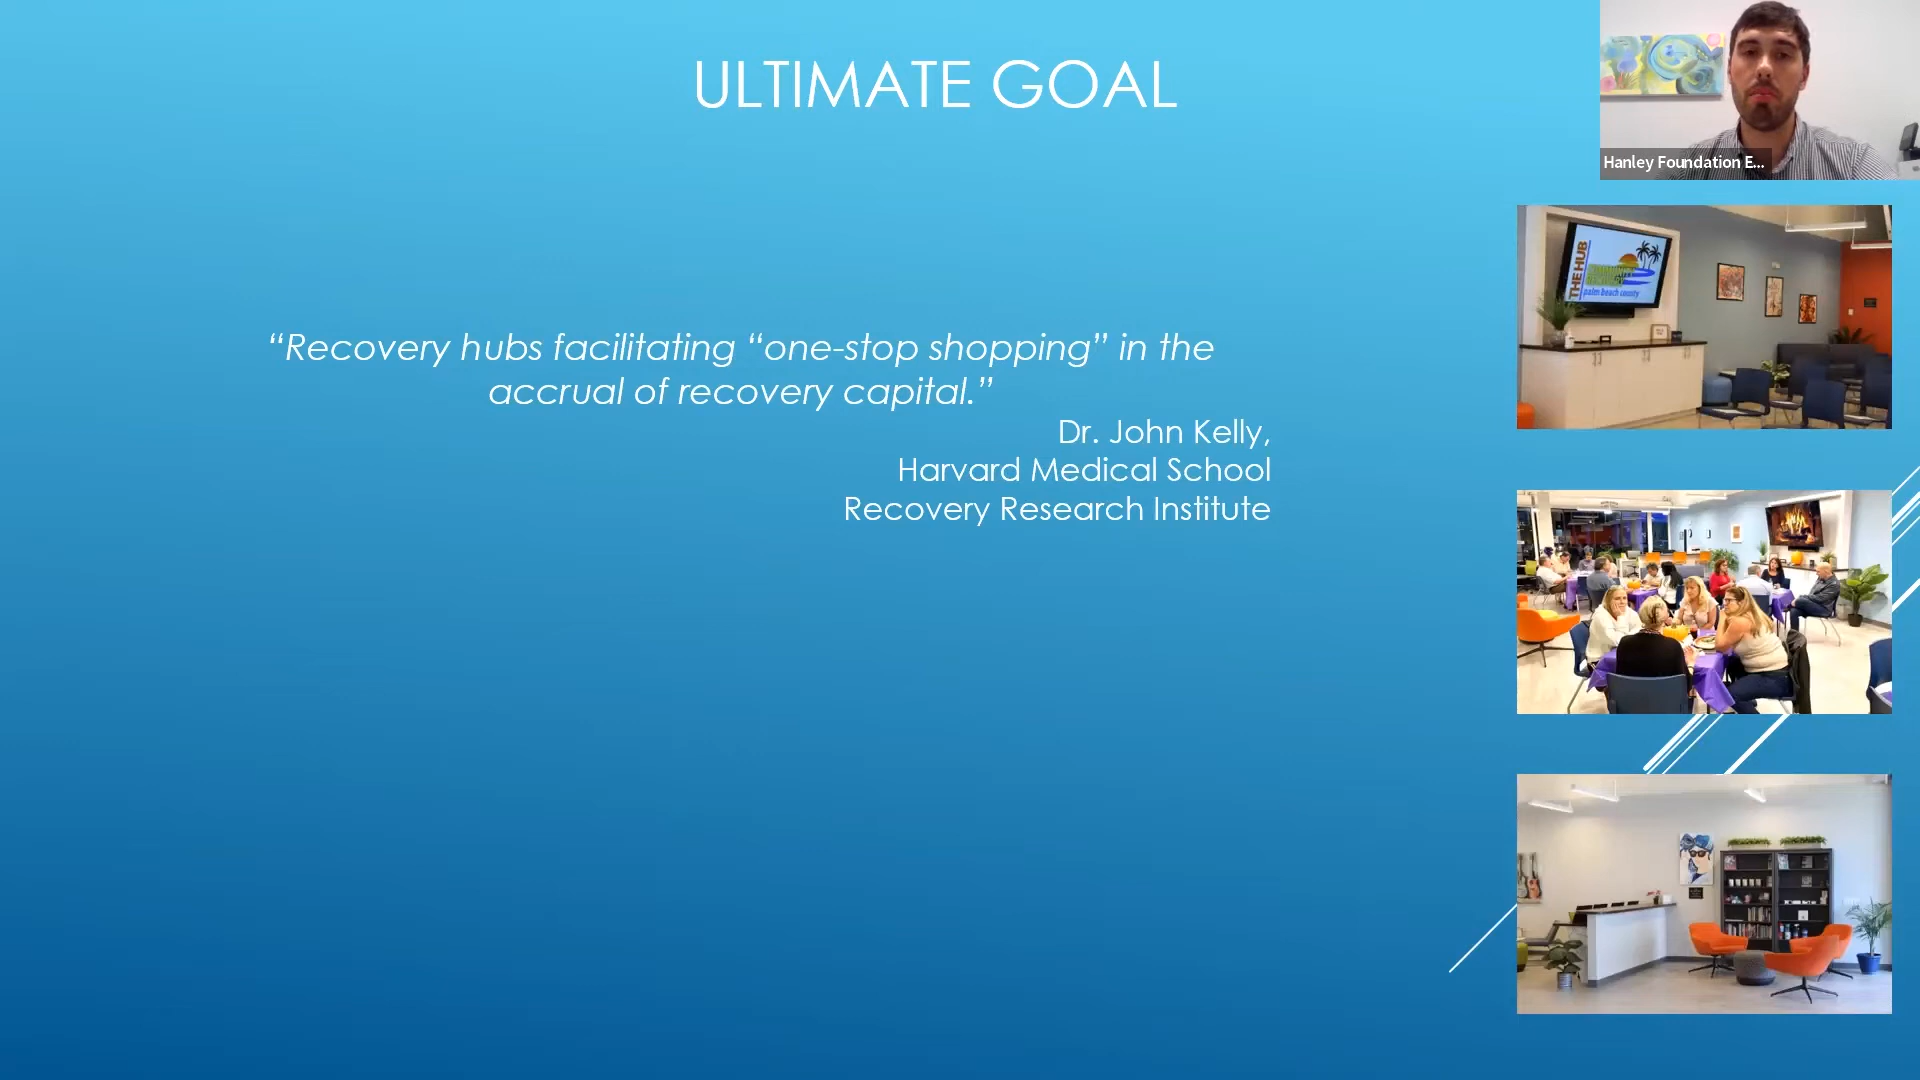 ULTIMATE GOAL
Hanley Foundation E...
THE HUB
palm beach county
“Recovery hubs facilitating “one-stop shopping” in the
accrual of recovery capital.”
Dr. John Kelly,
Harvard Medical School
Recovery Research Institute